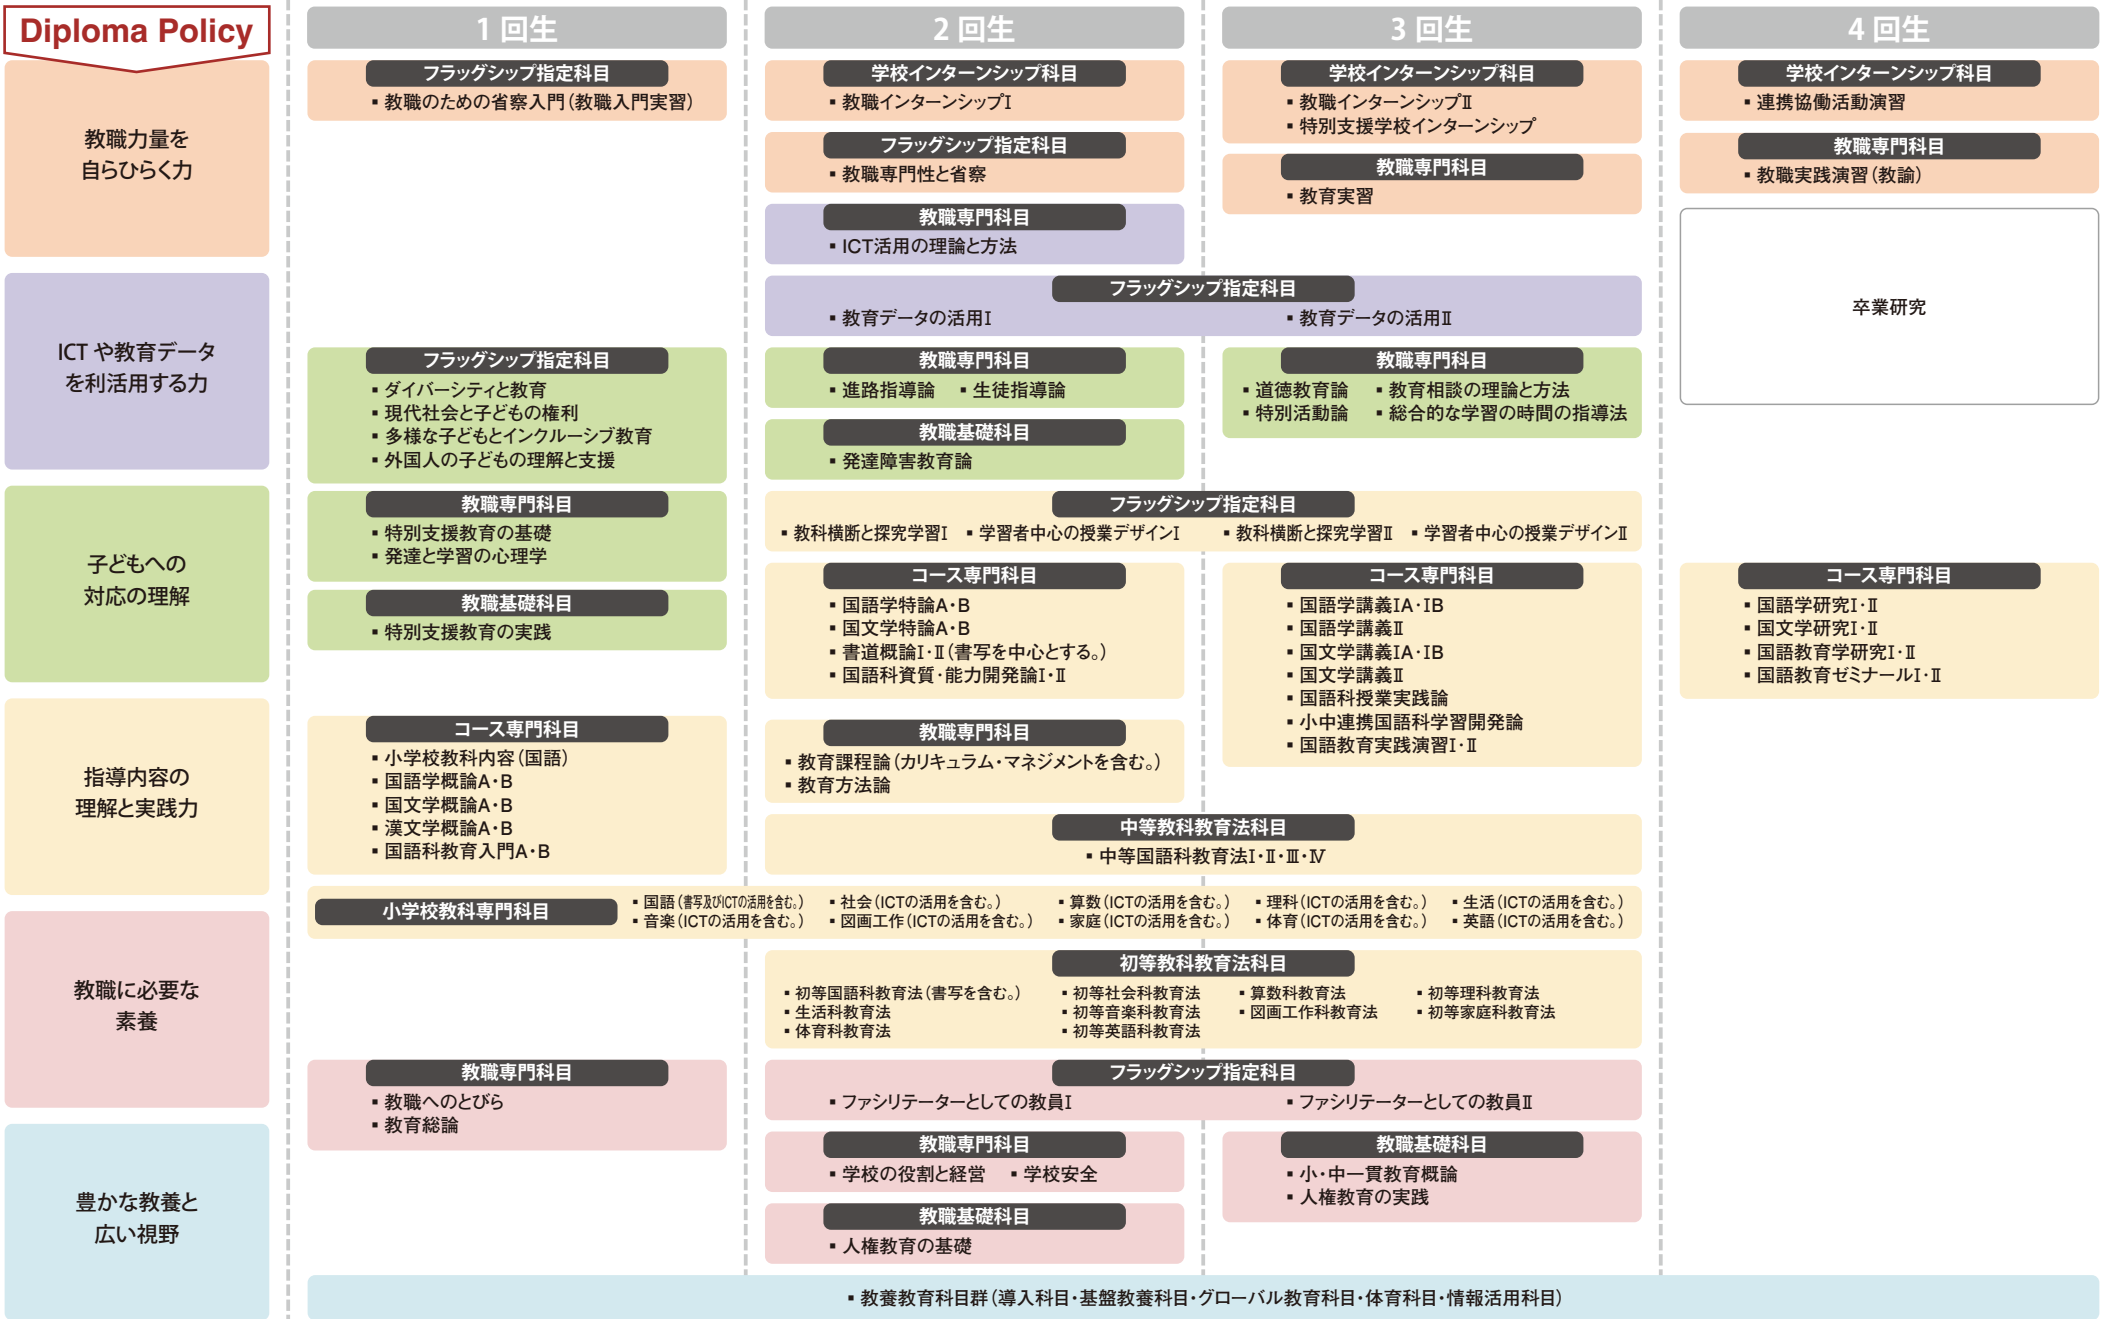 Diploma Policy
1 回生
2 回生
3 回生
4 回生
教職力量を
自らひらく力
ICT や教育データ
を利活用する力
子どもへの
対応の理解
指導内容の
理解と実践力
教職に必要な
素養
豊かな教養と
広い視野
フラッグシップ指定科目
▪ 教職のための省察入門（教職入門実習）
フラッグシップ指定科目
▪ ダイバーシティと教育
▪ 現代社会と子どもの権利
▪ 多様な子どもとインクルーシブ教育
▪ 外国人の子どもの理解と支援
教職専門科目
▪ 特別支援教育の基礎
▪ 発達と学習の心理学
教職基礎科目
▪ 特別支援教育の実践
コース専門科目
▪ 小学校教科内容（国語）
▪ 国語学概論A・B
▪ 国文学概論A・B
▪ 漢文学概論A・B
▪ 国語科教育入門A・B
教職専門科目
▪ 教職へのとびら
▪ 教育総論
学校インターンシップ科目
▪ 教職インターンシップI
フラッグシップ指定科目
▪ 教職専門性と省察
教職専門科目
▪ ICT活用の理論と方法
フラッグシップ指定科目
▪ 教育データの活用I ▪ 教育データの活用Ⅱ
教職専門科目
▪ 進路指導論 ▪ 生徒指導論
教職基礎科目
▪ 発達障害教育論
フラッグシップ指定科目
▪ 教科横断と探究学習I ▪ 学習者中心の授業デザインI ▪ 教科横断と探究学習Ⅱ ▪ 学習者中心の授業デザインⅡ
コース専門科目
▪ 国語学特論A・B
▪ 国文学特論A・B
▪ 書道概論I・Ⅱ（書写を中心とする。）
▪ 国語科資質・能力開発論I・Ⅱ
教職専門科目
▪ 教育課程論（カリキュラム・マネジメントを含む。）
▪ 教育方法論
学校インターンシップ科目
▪ 教職インターンシップⅡ
▪ 特別支援学校インターンシップ
教職専門科目
▪ 教育実習
教職専門科目
▪ 道徳教育論 ▪ 教育相談の理論と方法
▪ 特別活動論 ▪ 総合的な学習の時間の指導法
コース専門科目
▪ 国語学講義IA・IB
▪ 国語学講義Ⅱ
▪ 国文学講義IA・IB
▪ 国文学講義Ⅱ
▪ 国語科授業実践論
▪ 小中連携国語科学習開発論
▪ 国語教育実践演習I・Ⅱ
中等教科教育法科目
▪ 中等国語科教育法I・Ⅱ・Ⅲ・Ⅳ
小学校教科専門科目
▪ 国語（書写及びICTの活用を含む。） ▪ 社会（ICTの活用を含む。） ▪ 算数（ICTの活用を含む。） ▪ 理科（ICTの活用を含む。） ▪ 生活（ICTの活用を含む。）
▪ 音楽（ICTの活用を含む。） ▪ 図画工作（ICTの活用を含む。） ▪ 家庭（ICTの活用を含む。） ▪ 体育（ICTの活用を含む。） ▪ 英語（ICTの活用を含む。）
初等教科教育法科目
▪ 初等国語科教育法（書写を含む。） ▪ 初等社会科教育法 ▪ 算数科教育法 ▪ 初等理科教育法
▪ 生活科教育法 ▪ 初等音楽科教育法 ▪ 図画工作科教育法 ▪ 初等家庭科教育法
▪ 体育科教育法 ▪ 初等英語科教育法
フラッグシップ指定科目
▪ ファシリテーターとしての教員I ▪ ファシリテーターとしての教員Ⅱ
教職専門科目
▪ 学校の役割と経営 ▪ 学校安全
教職基礎科目
▪ 人権教育の基礎
教職基礎科目
▪ 小・中一貫教育概論
▪ 人権教育の実践
学校インターンシップ科目
▪ 連携協働活動演習
教職専門科目
▪ 教職実践演習（教諭）
卒業研究
コース専門科目
▪ 国語学研究I・Ⅱ
▪ 国文学研究I・Ⅱ
▪ 国語教育学研究I・Ⅱ
▪ 国語教育ゼミナールI・Ⅱ
▪ 教養教育科目群（導入科目・基盤教養科目・グローバル教育科目・体育科目・情報活用科目）